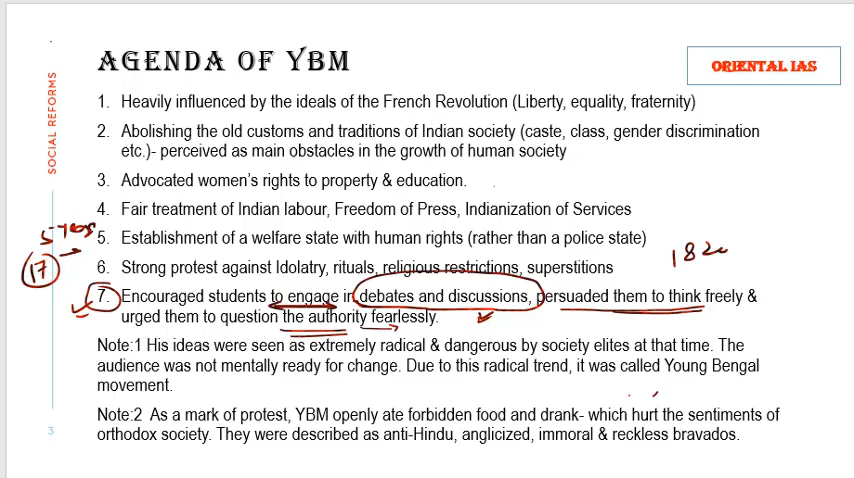 AGENDA OF YBM
ORIENTAL IAS
SOCIAL REFORMS
1. Heavily influenced by the ideals of the French Revolution (Liberty, equality, fraternity)
2. Abolishing the old customs and traditions of Indian society (caste, class, gender discrimination
etc.)- perceived as main obstacles in the growth of human society
3. Advocated women's rights to property & education.
4. Fair treatment of Indian labour, Freedom of Press, Indianization of Services
5. Establishment of a welfare state with human rights (rather than a police state)
6. Strong protest against Idolatry, rituals, religious restrictions, superstitions
17
7. Encouraged students to engage in debates and discussions, persuaded them to think freely &
urged them to question the authority fearlessly.
Note:1 His ideas were seen as extremely radical & dangerous by society elites at that time. The
audience was not mentally ready for change. Due to this radical trend, it was called Young Bengal
movement.
Note:2 As a mark of protest, YBM openly ate forbidden food and drank- which hurt the sentiments of
orthodox society. They were described as anti-Hindu, anglicized, immoral & reckless bravados.
3